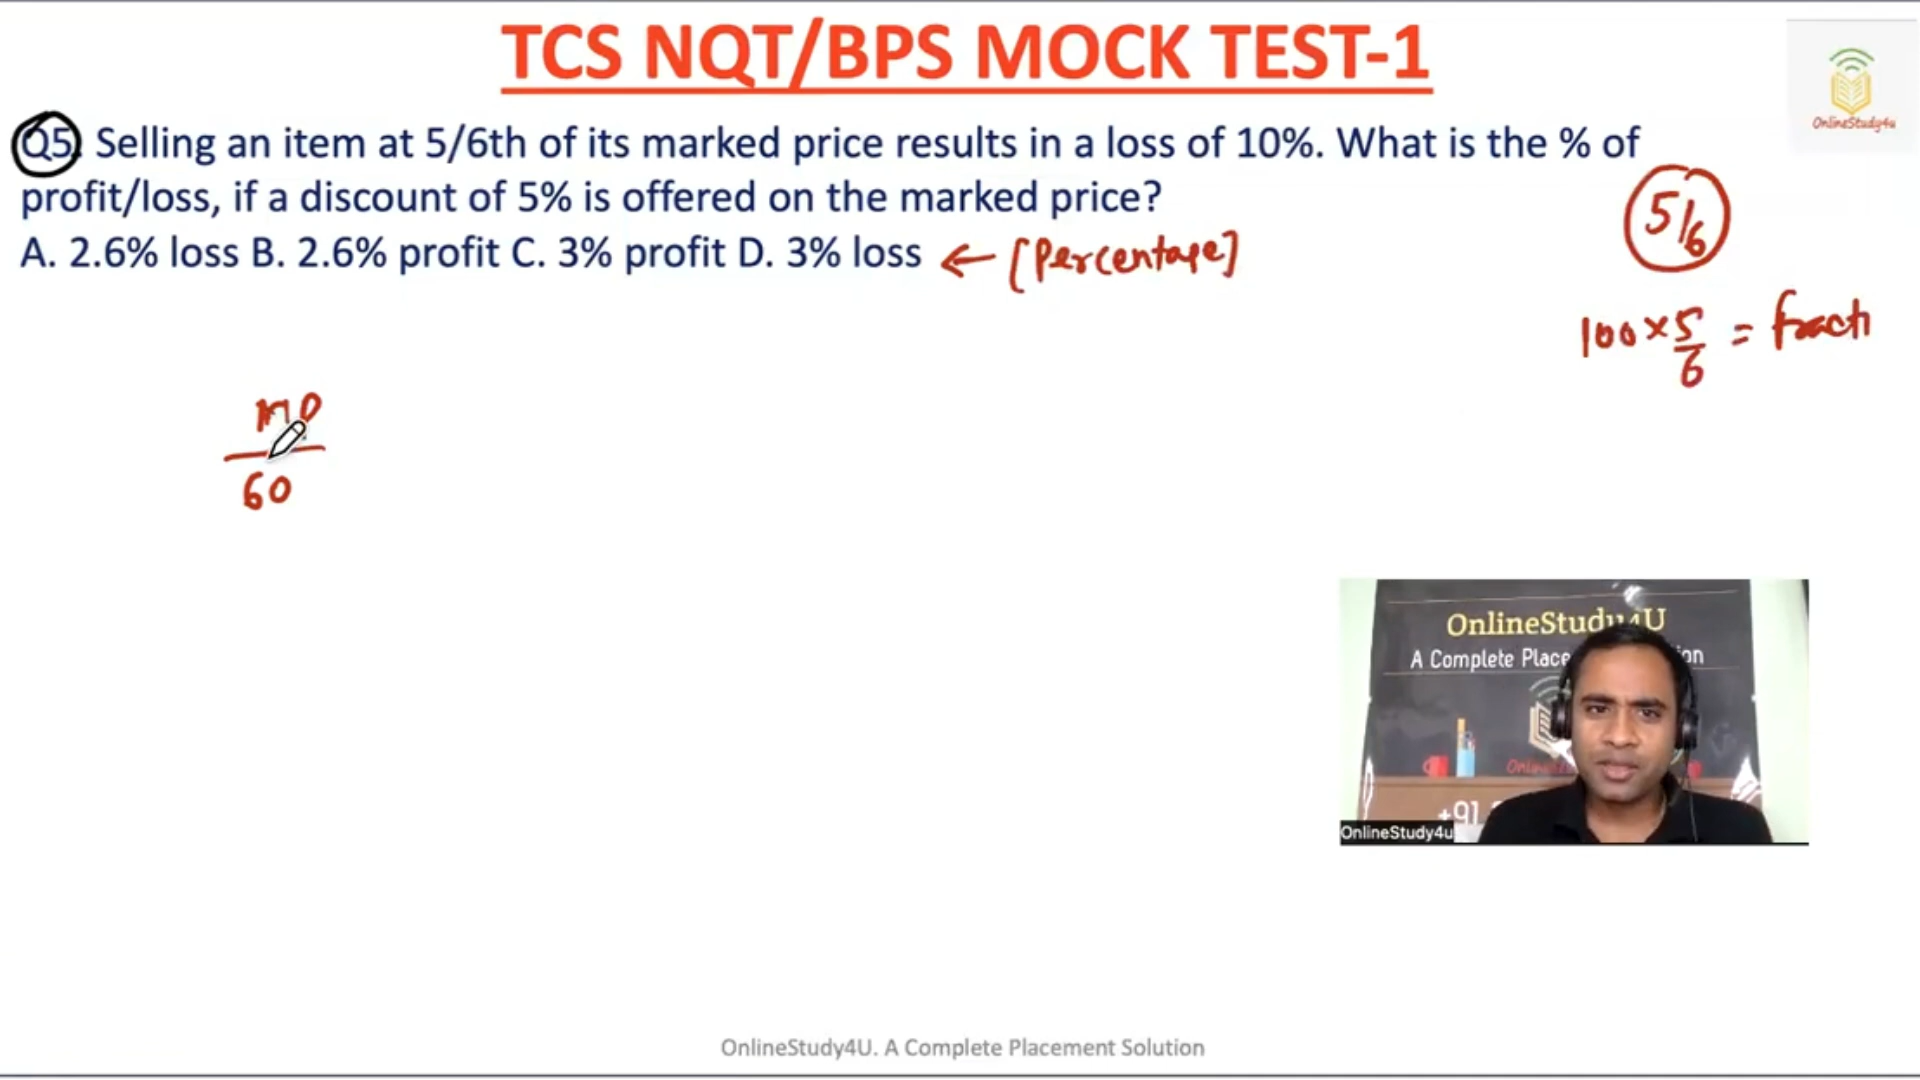 TCS NQT/BPS MOCK TEST-1
OnlineStudy4u
Q5. Selling an item at 5/6th of its marked price results in a loss of 10%. What is the % of
profit/loss, if a discount of 5% is offered on the marked price?
A. 2.6% loss B. 2.6% profit C. 3% profit D. 3% loss ← [Percentage]
5/6
100 × 5/6 = fracti
MP
60
OnlineStudy4U
A Complete
+91
OnlineStudy4u
OnlineStudy4U. A Complete Placement Solution